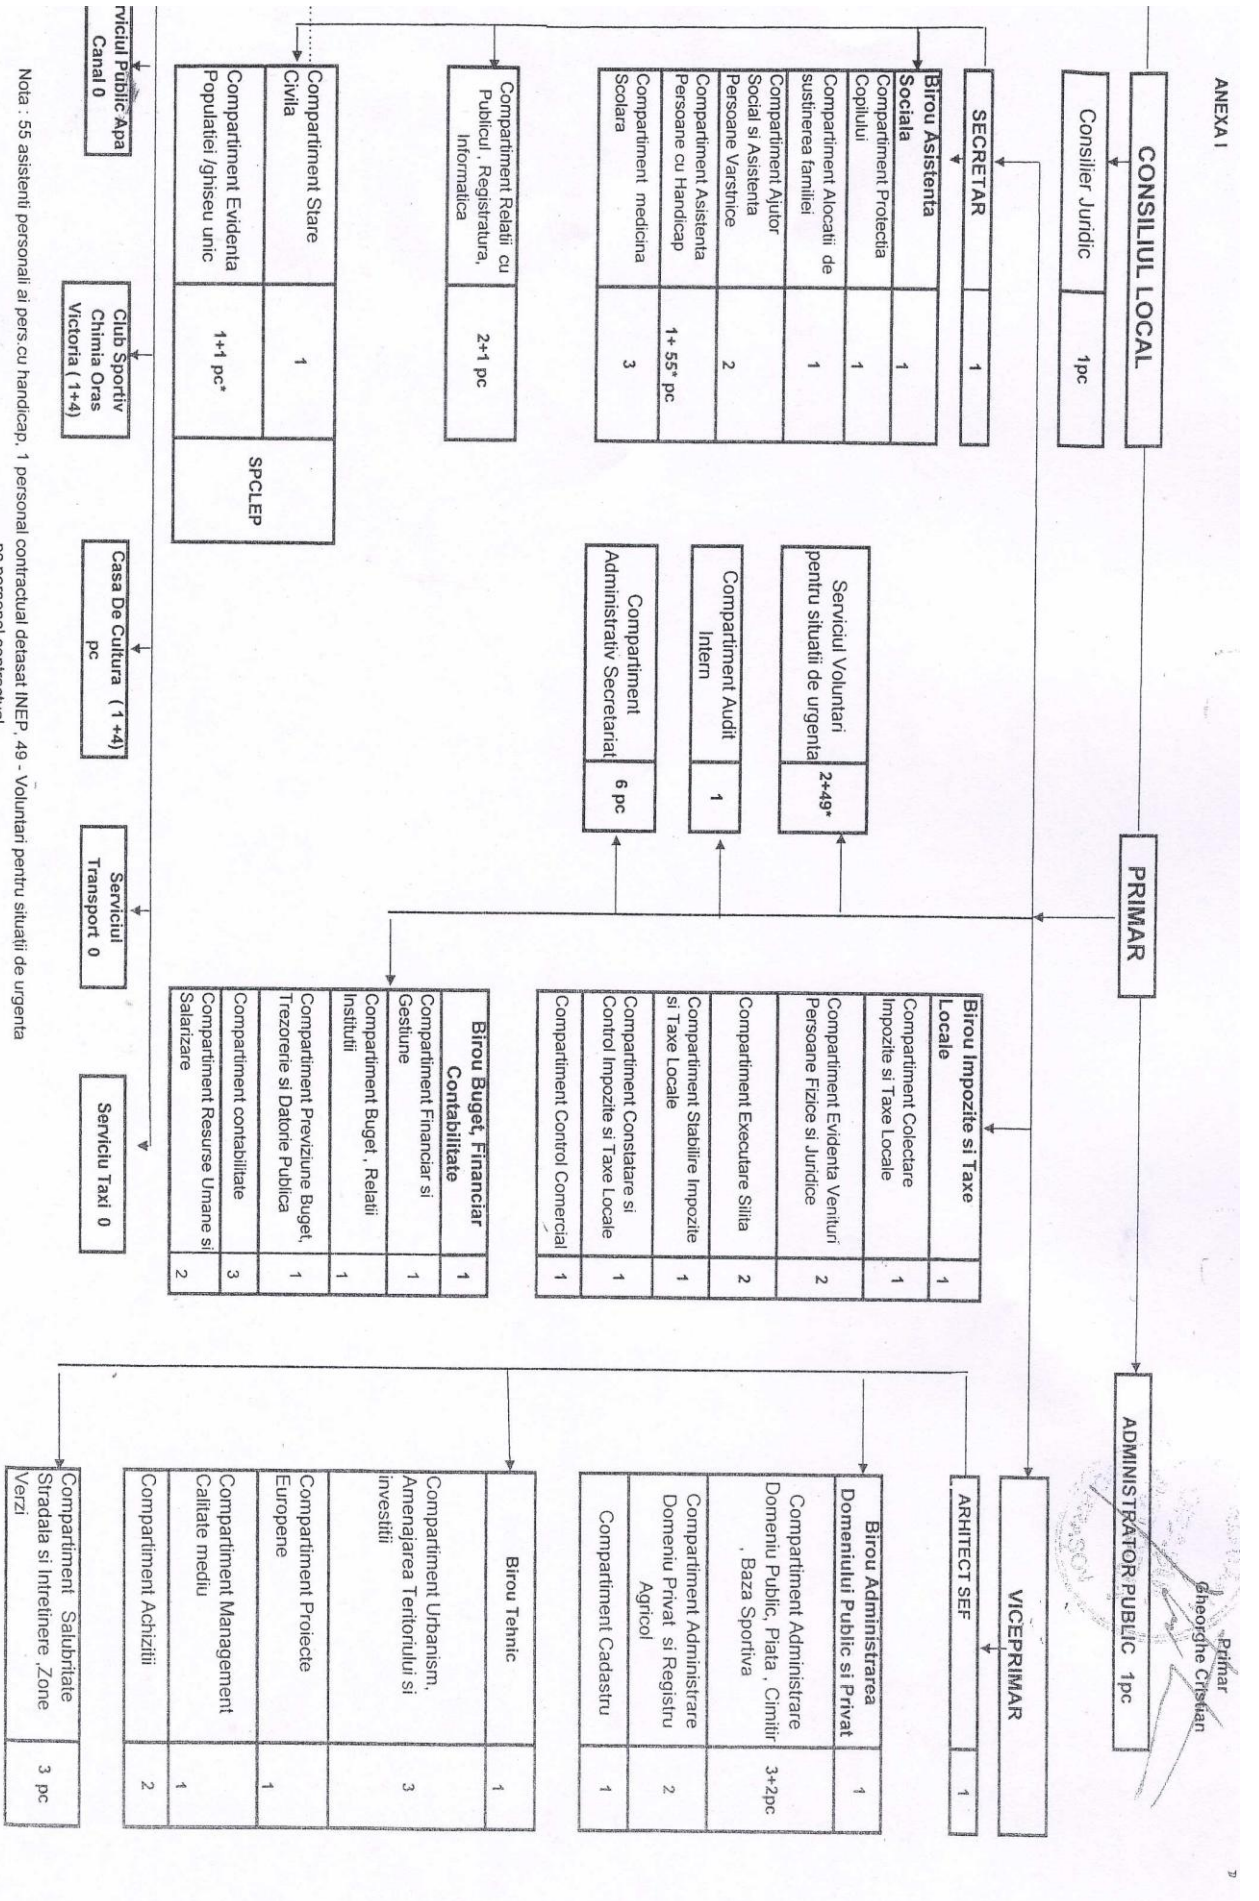 ANEXA I
Primar
Gheorghe Cristian
CONSILIUL LOCAL
PRIMAR
ADMINISTRATOR PUBLIC 1pc
Consilier Juridic
1pc
VICEPRIMAR
SECRETAR
1
ARHITECT SEF
1
Birou Asistenta
Sociala
1
Compartiment Protectia
Copilului
1
Compartiment Alocatii de
sustinerea familiei
1
Compartiment Ajutor
Social si Asistenta
Persoane Varstnice
2
Compartiment Asistenta
Persoane cu Handicap
1+ 55* pc
Compartiment medicina
Scolara
3
Compartiment Relatii cu
Publicul , Registratura,
Informatica
2+1 pc
Compartiment Stare
Civila
1
Compartiment Evidenta
Populatiei /ghiseu unic
1+1 pc*
SPCLEP
Serviciul Voluntari
pentru situatii de urgenta
2+49*
Compartiment Audit
Intern
1
Compartiment
Administrativ Secretariat
6 pc
Birou Impozite si Taxe
Locale
1
Compartiment Colectare
Impozite si Taxe Locale
1
Compartiment Evidenta Venituri
Persoane Fizice si Juridice
2
Compartiment Executare Silita
2
Compartiment Stabilire Impozite
si Taxe Locale
1
Compartiment Constatare si
Control Impozite si Taxe Locale
1
Compartiment Control Comercial
1
Birou Buget, Financiar
Contabilitate
1
Compartiment Financiar si
Gestiune
1
Compartiment Buget , Relatii
Institutii
1
Compartiment Previziune Buget,
Trezorerie si Datorie Publica
1
Compartiment contabilitate
3
Compartiment Resurse Umane si
Salarizare
2
Birou Administrarea
Domeniului Public si Privat
1
Compartiment Administrare
Domeniu Public, Piata , Cimitir
, Baza Sportiva
3+2pc
Compartiment Administrare
Domeniu Privat si Registru
Agricol
2
Compartiment Cadastru
1
Birou Tehnic
1
Compartiment Urbanism,
Amenajarea Teritoriului si
investitii
3
Compartiment Proiecte
Europene
1
Compartiment Management
Calitate mediu
1
Compartiment Achizitii
2
Compartiment Salubritate
Stradala si Intretinere ,Zone
Verzi
3 pc
rviciul Public Apa
Canal 0
Club Sportiv
Chimia Oras
Victoria ( 1+4)
Casa De Cultura ( 1 +4)
pc
Serviciul
Transport 0
Serviciu Taxi 0
Nota : 55 asistenti personali ai pers.cu handicap, 1 personal contractual detasat INEP, 49 - Voluntari pentru situatii de urgenta